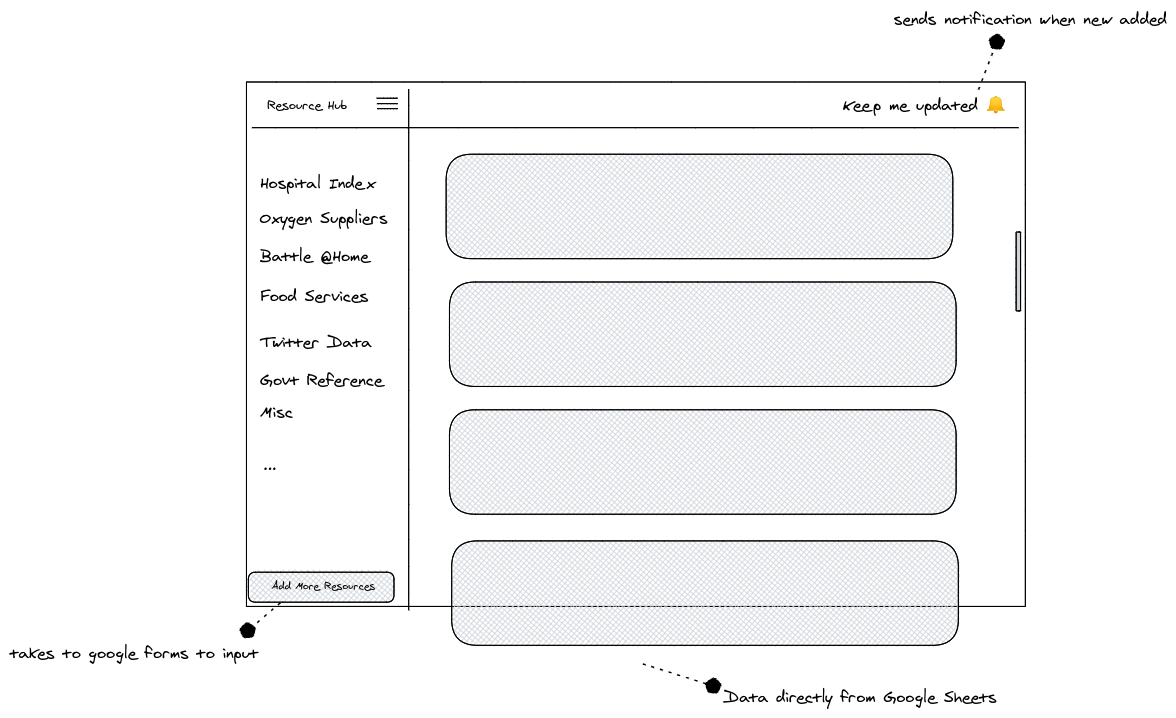 sends notification when new added
Resource Hub
Keep me updated
Hospital Index
Oxygen Suppliers
Battle @Home
Food Services
Twitter Data
Govt Reference
Misc
...
Add More Resources
takes to google forms to input
Data directly from Google Sheets